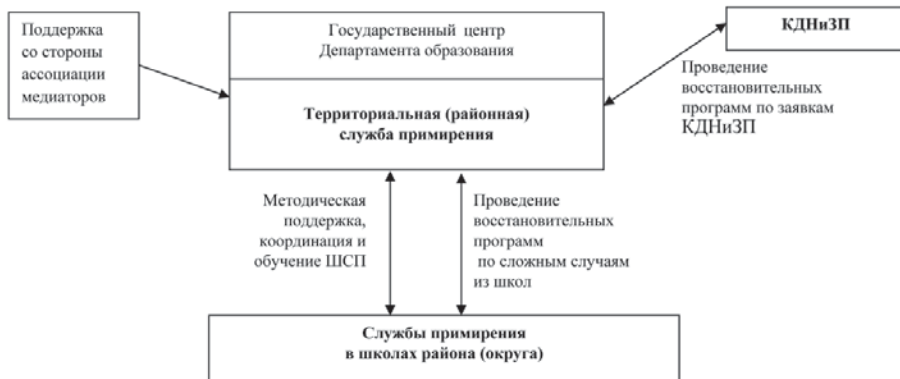 Поддержка
со стороны
ассоциации
медиаторов
Государственный центр
Департамента образования
Территориальная (районная)
служба примирения
КДНиЗП
Проведение
восстановительных
программ по заявкам
КДНиЗП
Методическая
поддержка,
координация и
обучение ШСП
Проведение
восстановительных
программ
по сложным случаям
из школ
Службы примирения
в школах района (округа)